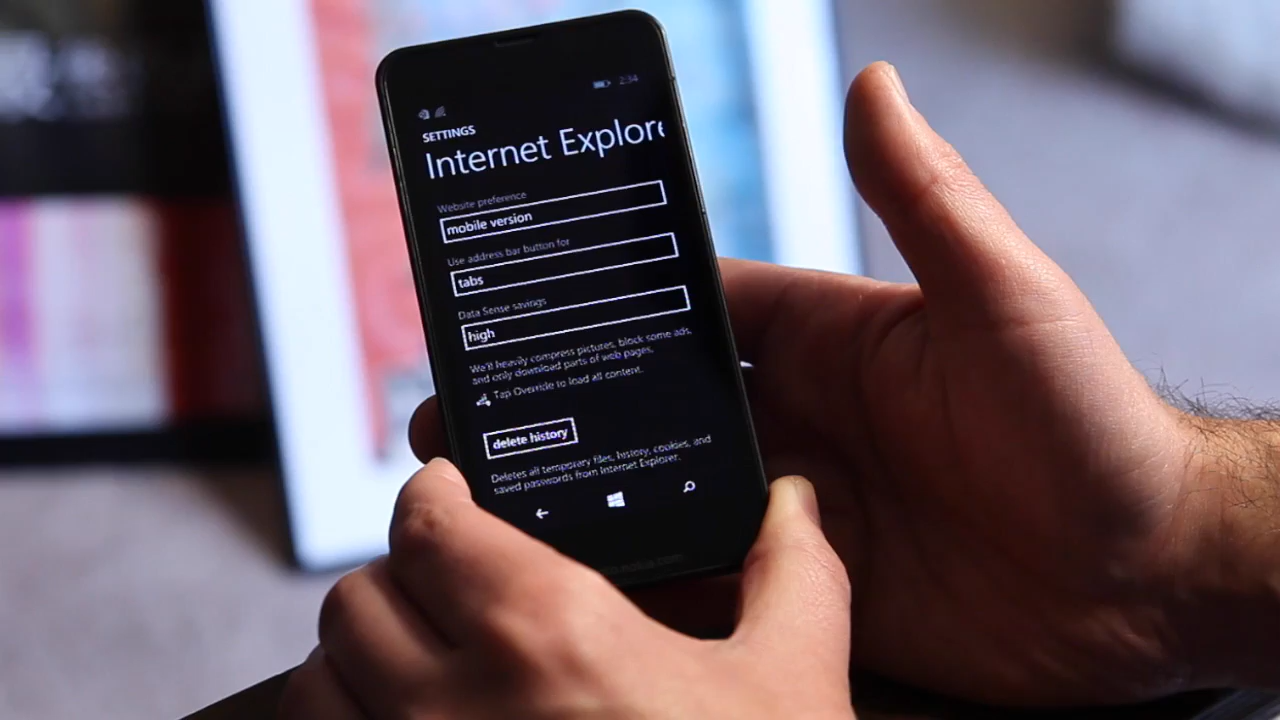 2:34
SETTINGS
Internet Explore
Website preference
mobile version
Use address bar button for
tabs
Data Sense savings
high
We'll heavily compress pictures, block some ads,
and only download parts of web pages.
Tap Override to load all content.
delete history
Deletes all temporary files, history, cookies, and
saved passwords from Internet Explorer.